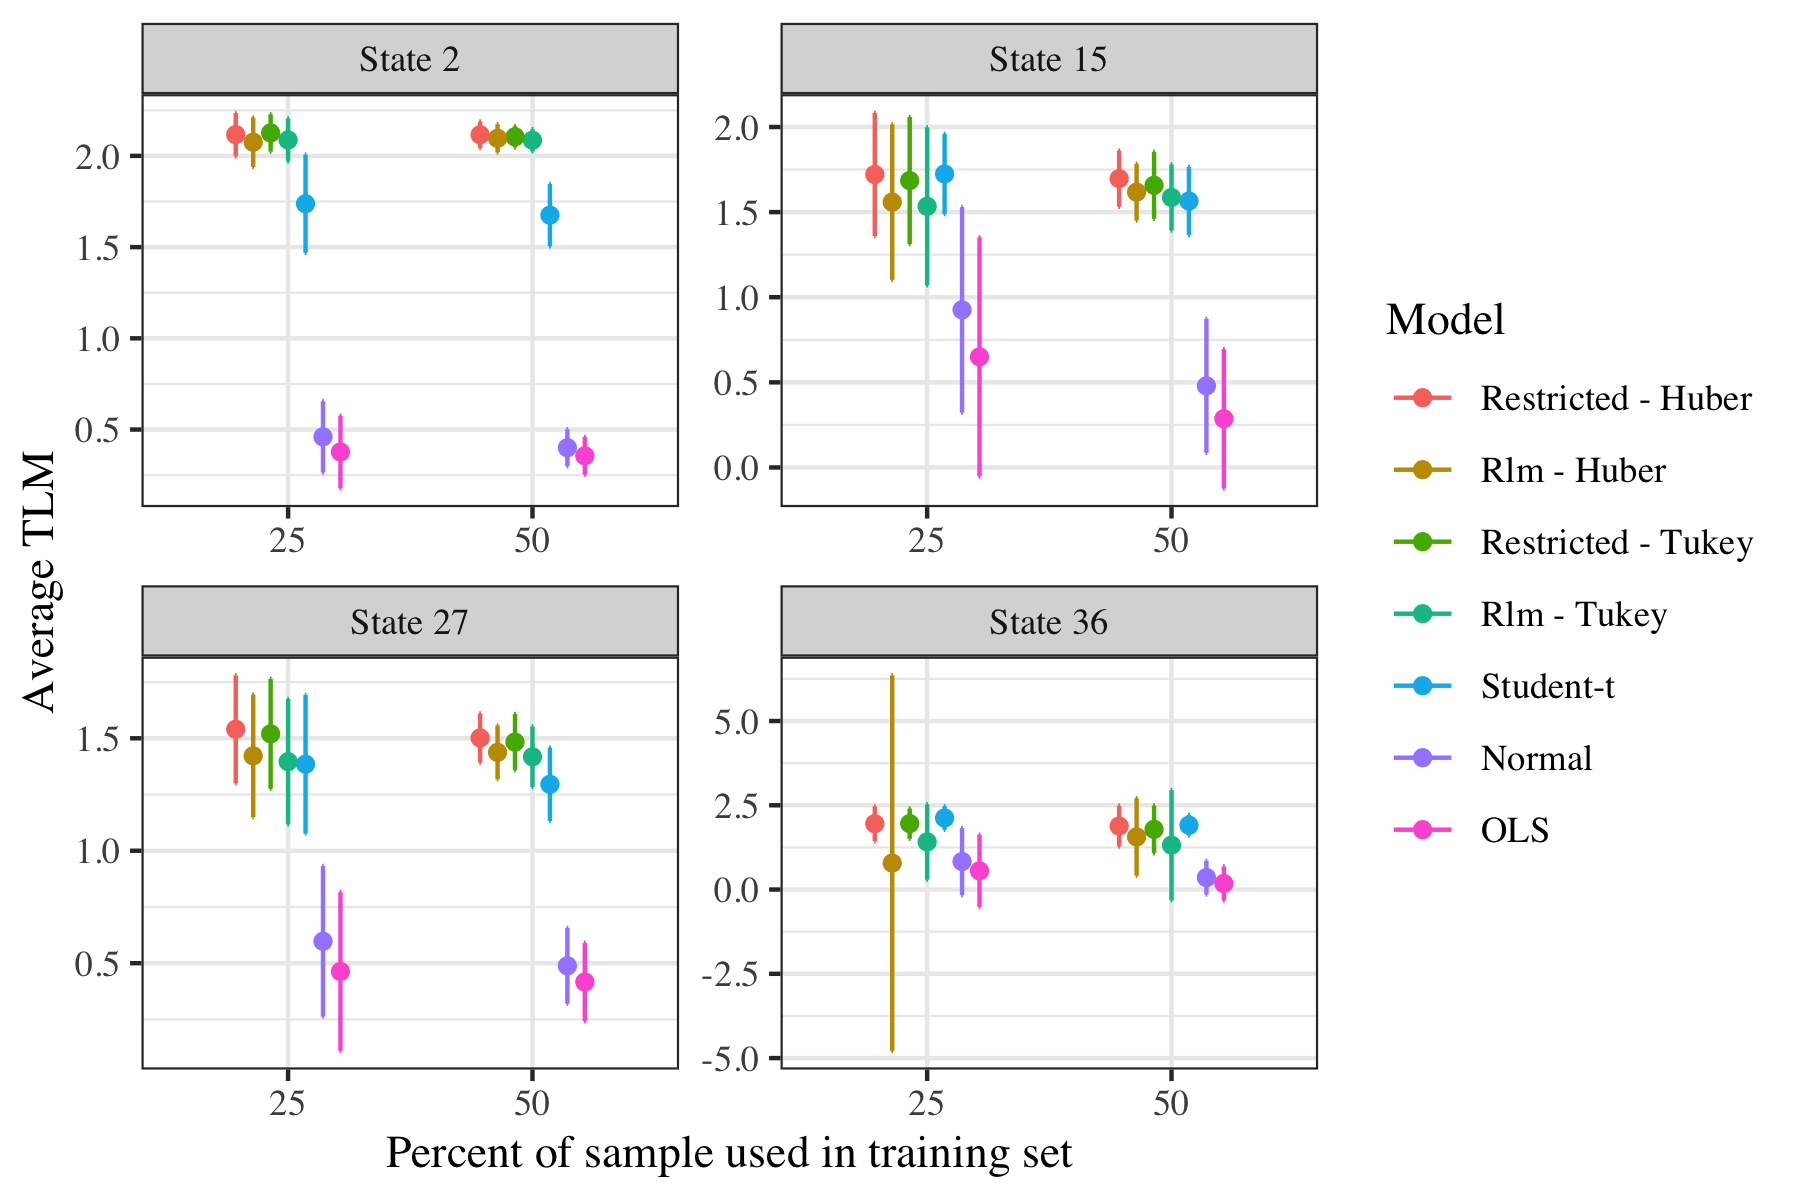 State 2
State 15
2.0
1.5
1.0
0.5
25
50
2.0
1.5
1.0
0.5
0.0
25
50
State 27
State 36
1.5
1.0
0.5
25
50
5.0
2.5
0.0
-2.5
-5.0
25
50
Average TLM
Percent of sample used in training set
Model
Restricted - Huber
Rlm - Huber
Restricted - Tukey
Rlm - Tukey
Student-t
Normal
OLS